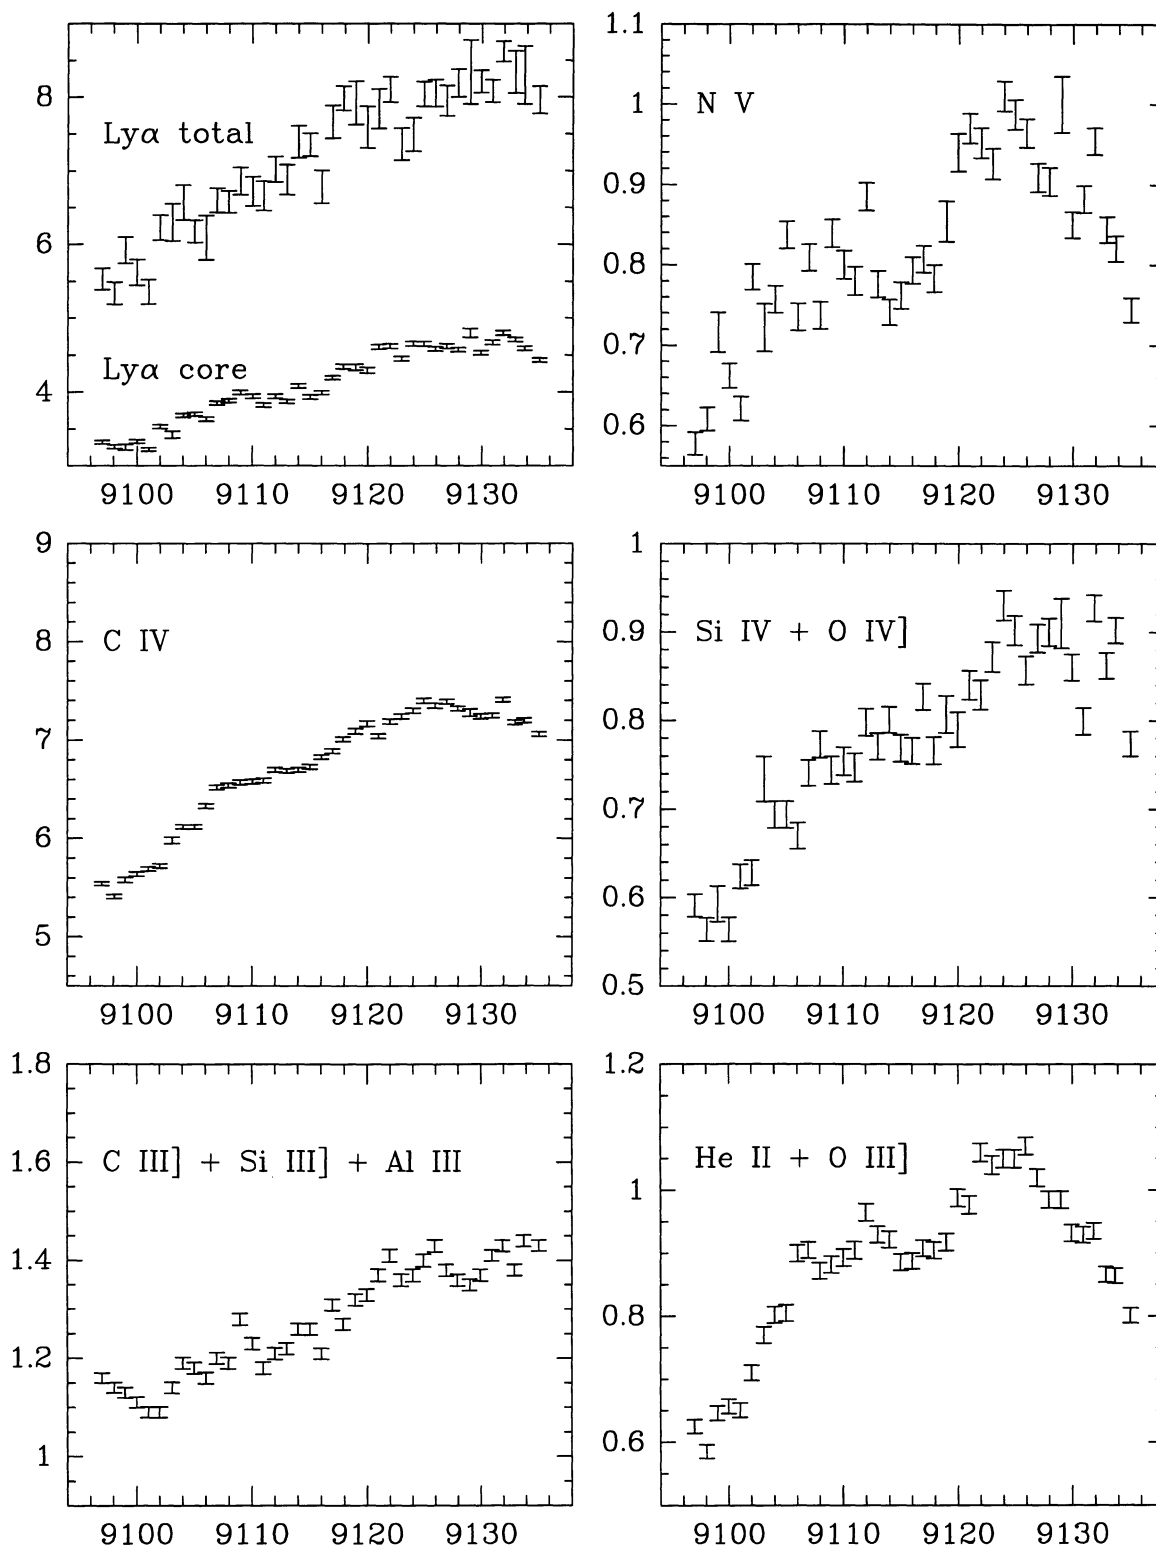 8
6
4
Lyα total
Lyα core
9100 9110 9120 9130
1.1
1
0.9
0.8
0.7
0.6
N V
9100 9110 9120 9130
9
8
7
6
5
C IV
9100 9110 9120 9130
1
0.9
0.8
0.7
0.6
0.5
Si IV + O IV]
9100 9110 9120 9130
1.8
1.6
1.4
1.2
1
C III] + Si III] + Al III
9100 9110 9120 9130
1.2
1
0.8
0.6
He II + O III]
9100 9110 9120 9130